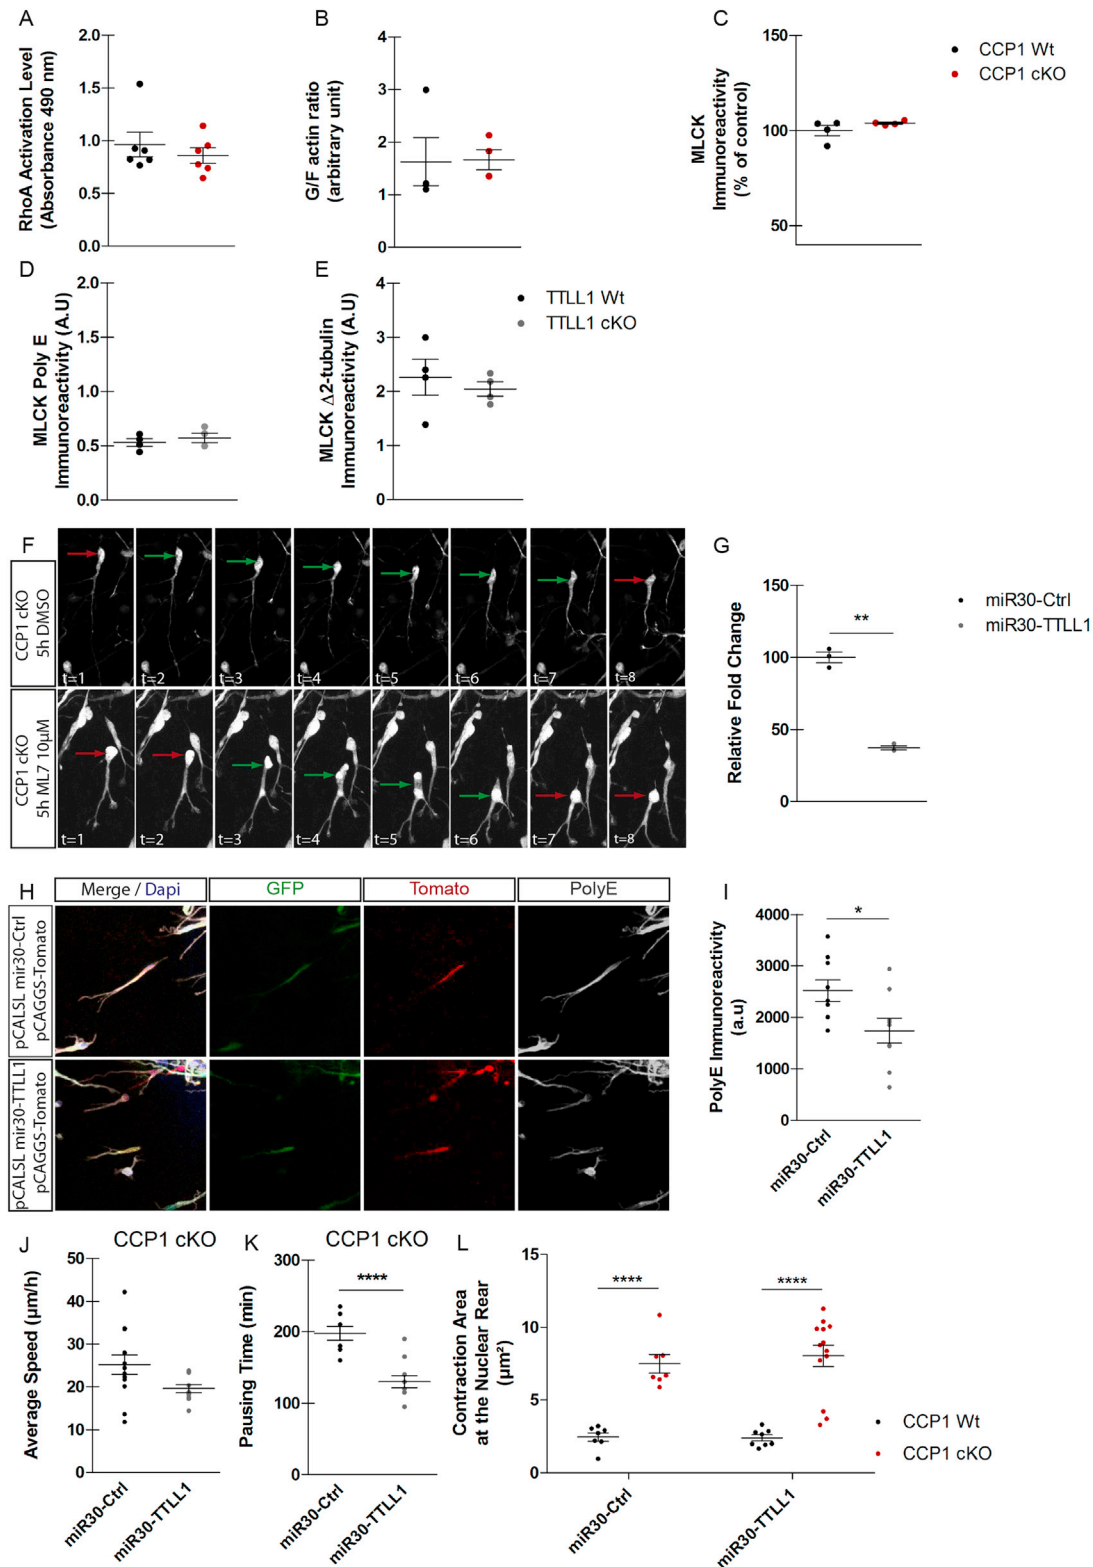 A
RhoA Activation Level
(Absorbance 490 nm)
2.0
1.5
1.0
0.5
0.0
B
G/F actin ratio
(arbitrary unit)
4
3
2
1
0
C
MLCK
Immunoreactivity
(% of control)
150
100
50
CCP1 Wt
CCP1 cKO
D
MLCK Poly E
Immunoreactivity (A.U)
2.0
1.5
1.0
0.5
0.0
E
MLCK Δ2-tubulin
Immunoreactivity (A.U)
4
3
2
1
0
TTLL1 Wt
TTLL1 cKO
F
CCP1 cKO
5h DMSO
t=1
t=2
t=3
t=4
t=5
t=6
t=7
t=8
CCP1 cKO
5h ML7 10µM
t=1
t=2
t=3
t=4
t=5
t=6
t=7
t=8
G
Relative Fold Change
150
100
50
0
**
miR30-Ctrl
miR30-TTLL1
H
Merge / Dapi
GFP
Tomato
PolyE
pCALSL mir30-Ctrl
pCAGGS-Tomato
pCALSL mir30-TTLL1
pCAGGS-Tomato
I
PolyE Immunoreactivity
(a.u)
4000
3000
2000
1000
0
*
miR30-Ctrl
miR30-TTLL1
J
CCP1 cKO
Average Speed (µm/h)
50
40
30
20
10
0
miR30-Ctrl
miR30-TTLL1
K
CCP1 cKO
Pausing Time (min)
300
200
100
0
****
miR30-Ctrl
miR30-TTLL1
L
Contraction Area
at the Nuclear Rear
(µm²)
15
10
5
0
****
****
miR30-Ctrl
miR30-TTLL1
CCP1 Wt
CCP1 cKO